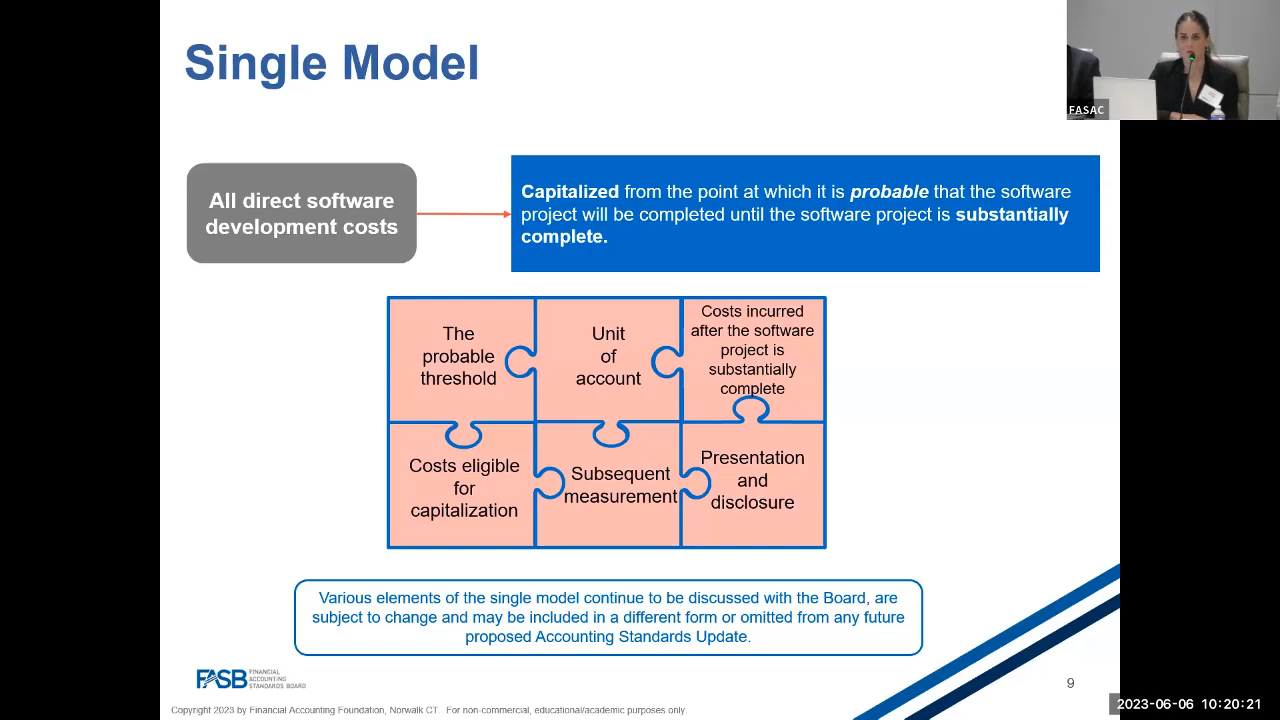 Single Model
FASAC
All direct software
development costs
Capitalized from the point at which it is probable that the software
project will be completed until the software project is substantially
complete.
The
probable
threshold
Unit
of
account
Costs incurred
after the software
project is
substantially
complete
Costs eligible
for
capitalization
Subsequent
measurement
Presentation
and
disclosure
Various elements of the single model continue to be discussed with the Board, are
subject to change and may be included in a different form or omitted from any future
proposed Accounting Standards Update.
FASB
FINANCIAL
ACCOUNTING
STANDARDS BOARD
9
2023-06-06 10:20:21
Copyright 2023 by Financial Accounting Foundation, Norwalk CT. For non-commercial, educational/academic purposes only.